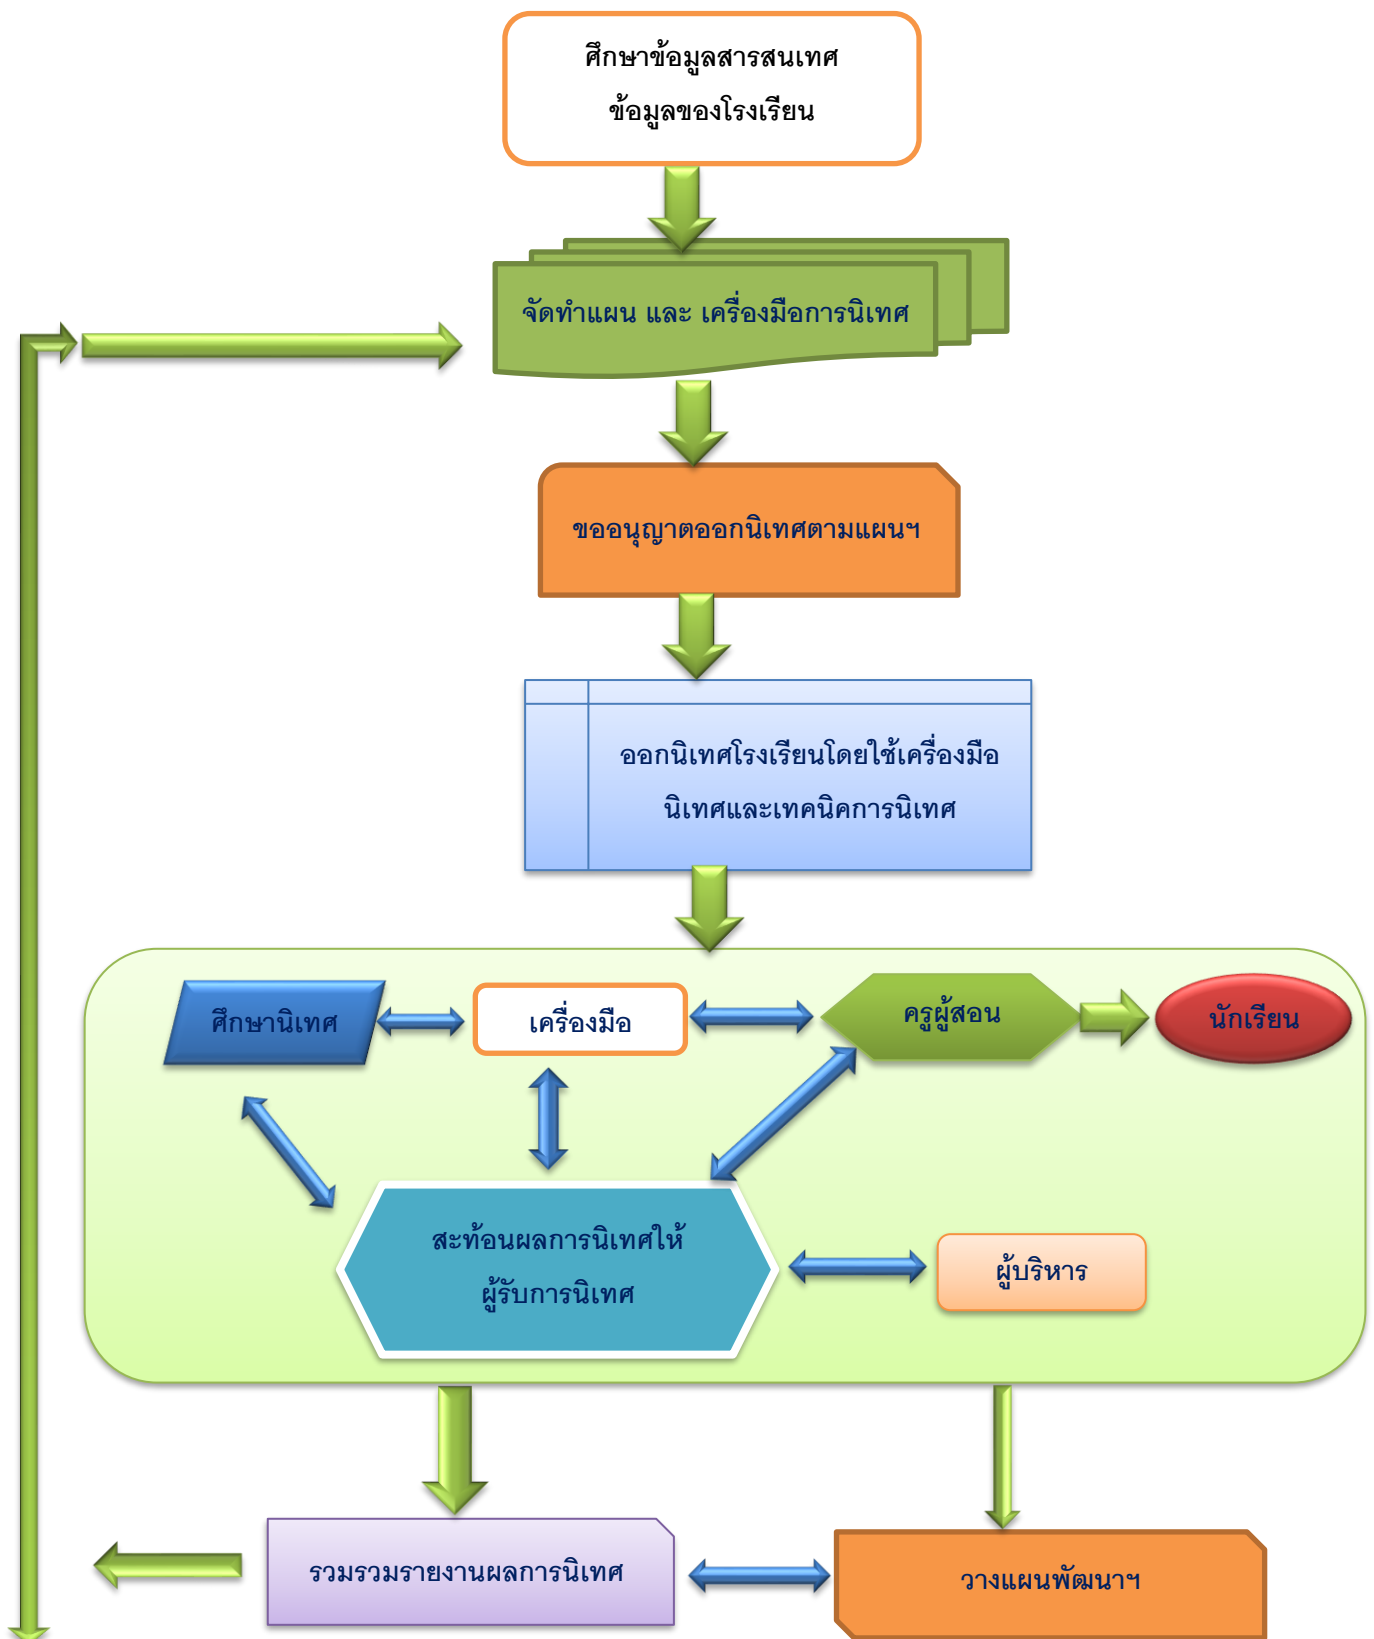 ศึกษาข้อมูลสารสนเทศ
ข้อมูลของโรงเรียน
จัดทำแผน และ เครื่องมือการนิเทศ
ขออนุญาตออกนิเทศตามแผนฯ
ออกนิเทศโรงเรียนโดยใช้เครื่องมือ
นิเทศและเทคนิคการนิเทศ
ศึกษานิเทศ
เครื่องมือ
ครูผู้สอน
นักเรียน
สะท้อนผลการนิเทศให้
ผู้รับการนิเทศ
ผู้บริหาร
รวมรวมรายงานผลการนิเทศ
วางแผนพัฒนาฯ